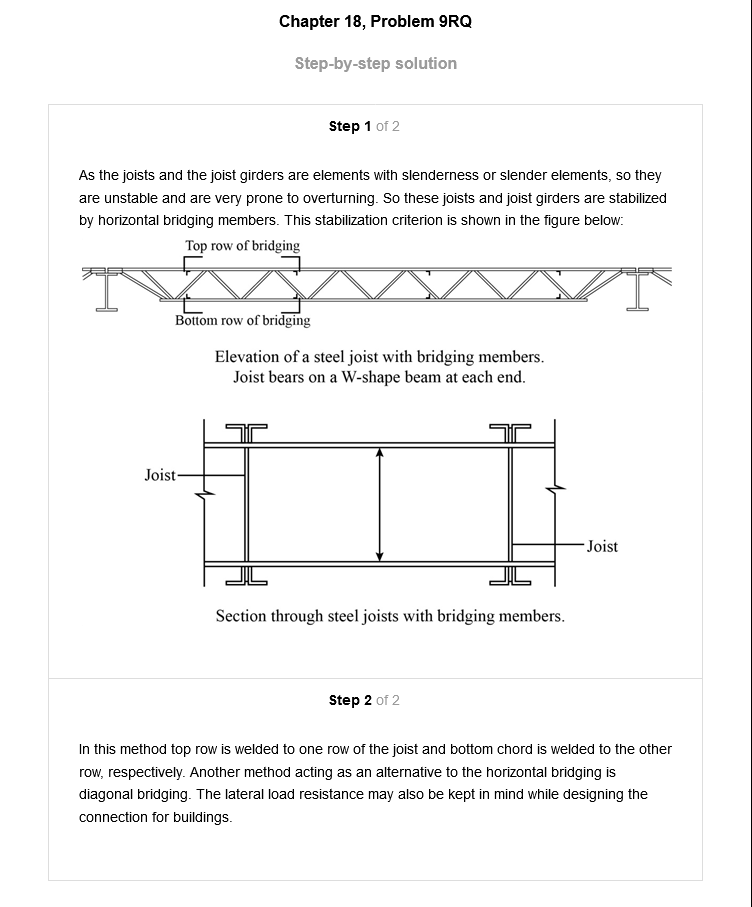 Chapter 18, Problem 9RQ
Step-by-step solution
Step 1 of 2
As the joists and the joist girders are elements with slenderness or slender elements, so they
are unstable and are very prone to overturning. So these joists and joist girders are stabilized
by horizontal bridging members. This stabilization criterion is shown in the figure below:
Top row of bridging
Bottom row of bridging
Elevation of a steel joist with bridging members.
Joist bears on a W-shape beam at each end.
Joist
Joist
Section through steel joists with bridging members.
Step 2 of 2
In this method top row is welded to one row of the joist and bottom chord is welded to the other
row, respectively. Another method acting as an alternative to the horizontal bridging is
diagonal bridging. The lateral load resistance may also be kept in mind while designing the
connection for buildings.